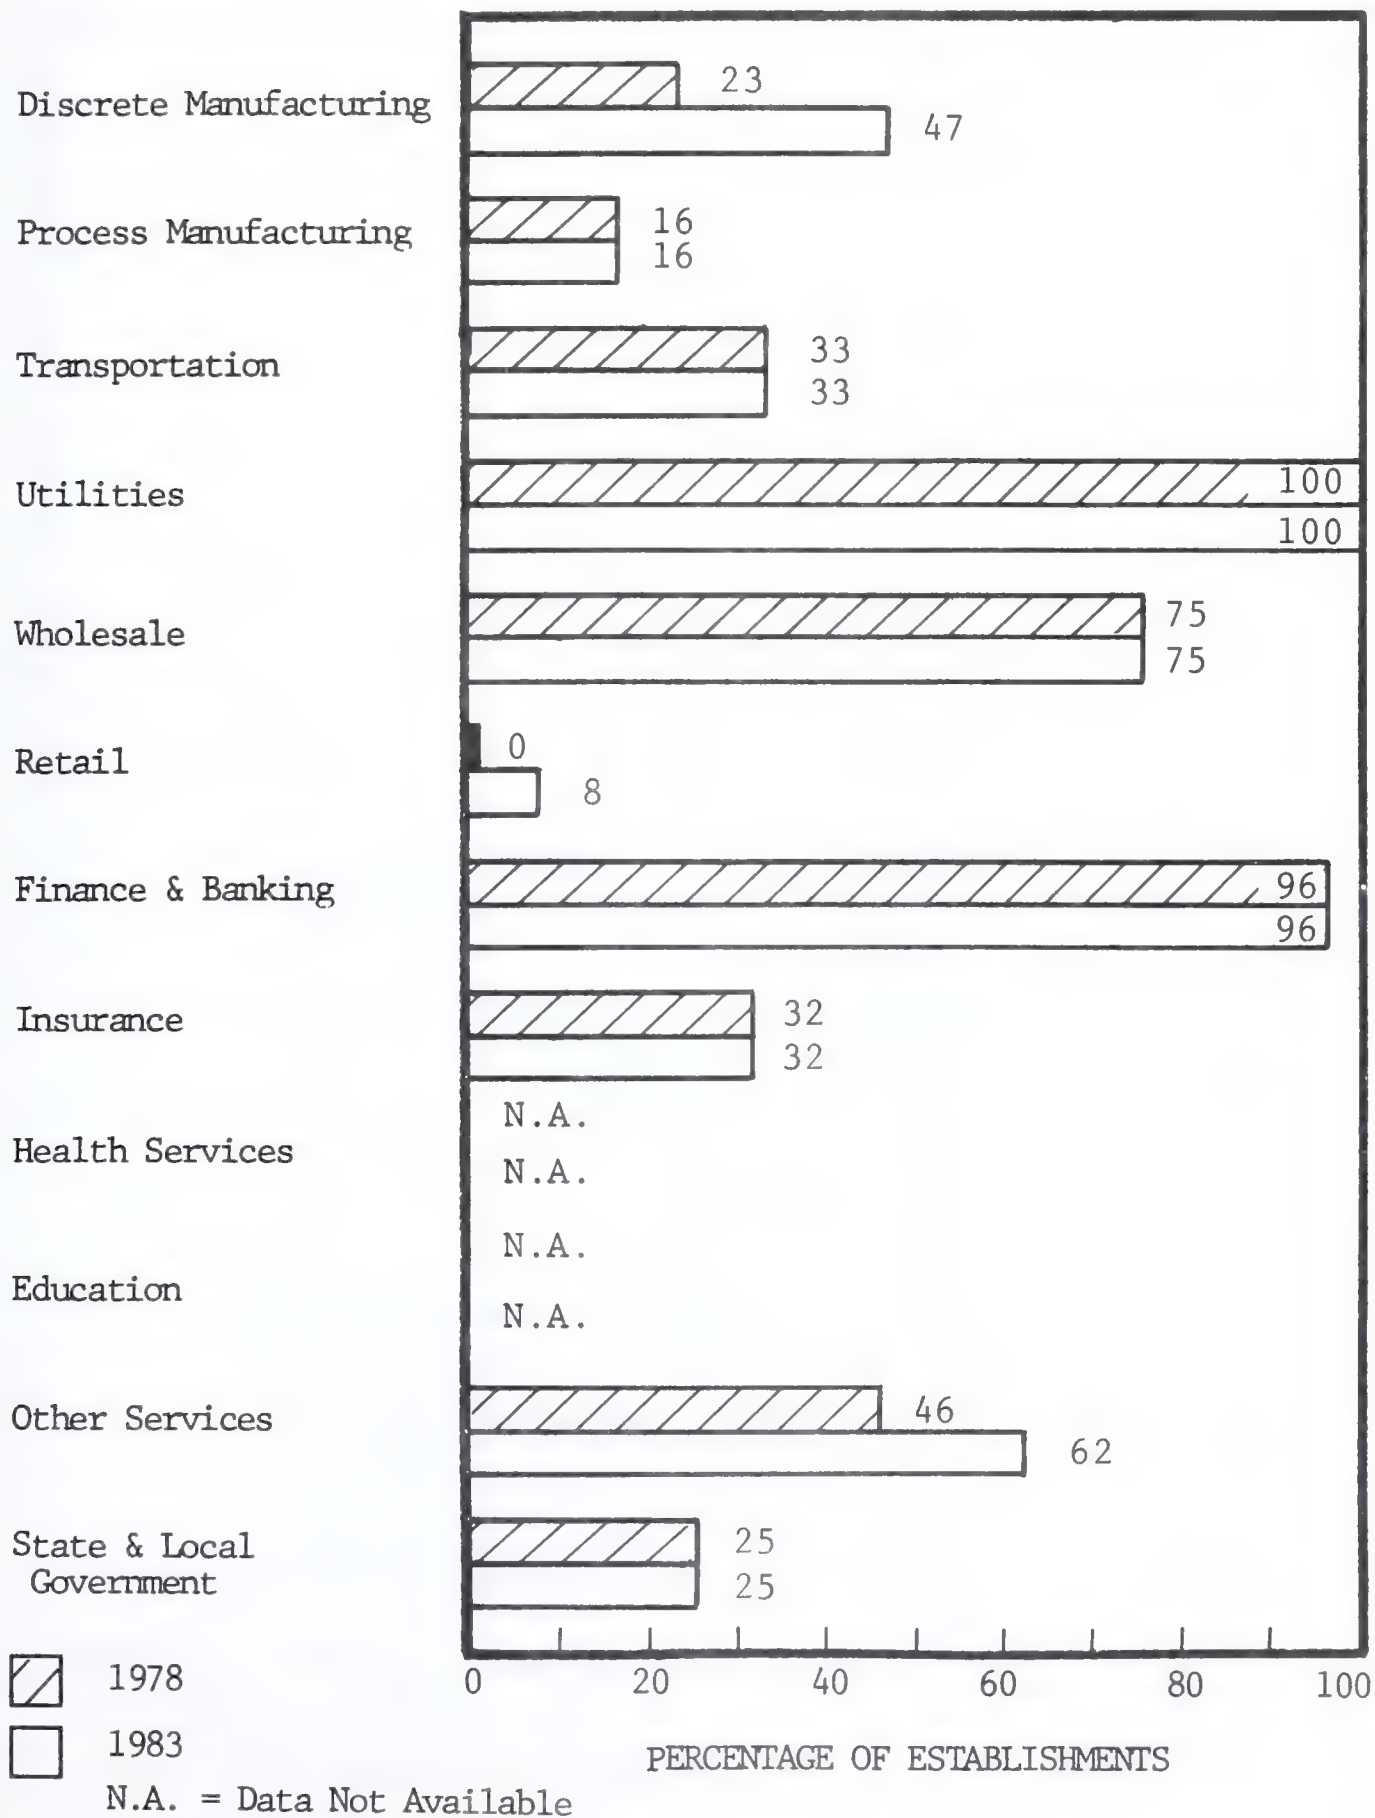 Discrete Manufacturing
23
47
Process Manufacturing
16
16
Transportation
33
33
Utilities
100
100
Wholesale
75
75
Retail
0
8
Finance & Banking
96
96
Insurance
32
32
Health Services
N.A.
N.A.
Education
N.A.
N.A.
Other Services
46
62
State & Local
Government
25
25
0 20 40 60 80 100
PERCENTAGE OF ESTABLISHMENTS
1978
1983
N.A. = Data Not Available